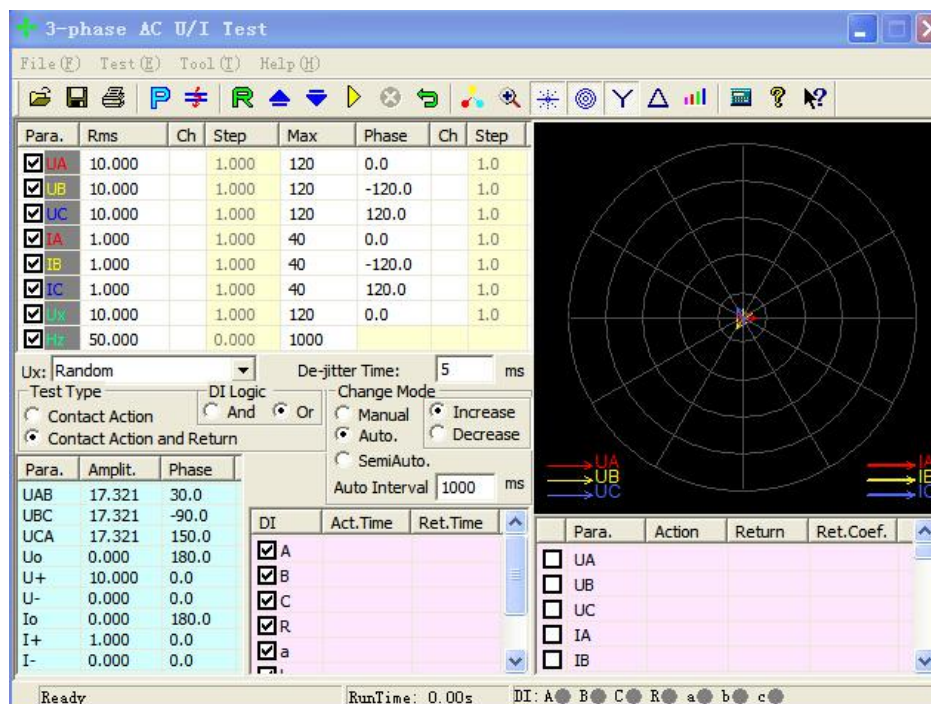 3-phase AC U/I Test
File(F) Test(E) Tool(T) Help(H)
P R Y ? ?
Para. Rms Ch Step Max Phase Ch Step
UA 10.000 1.000 120 0.0 1.0
UB 10.000 1.000 120 -120.0 1.0
UC 10.000 1.000 120 120.0 1.0
IA 1.000 1.000 40 0.0 1.0
IB 1.000 1.000 40 -120.0 1.0
IC 1.000 1.000 40 120.0 1.0
Ux 10.000 1.000 120 0.0 1.0
Hz 50.000 0.000 1000
Ux: Random De-jitter Time: 5 ms
Test Type
Contact Action
Contact Action and Return
DI Logic
And Or
Change Mode
Manual
Auto.
SemiAuto.
Increase
Decrease
Auto Interval 1000 ms
UA
UB
UC
IA
IB
IC
Para. Amplit. Phase
UAB 17.321 30.0
UBC 17.321 -90.0
UCA 17.321 150.0
Uo 0.000 180.0
U+ 10.000 0.0
U- 0.000 0.0
Io 0.000 180.0
I+ 1.000 0.0
I- 0.000 0.0
DI Act.Time Ret.Time
A
B
C
R
a
Para. Action Return Ret.Coef.
UA
UB
UC
IA
IB
Ready RunTime: 0.00s DI: A B C R a b c